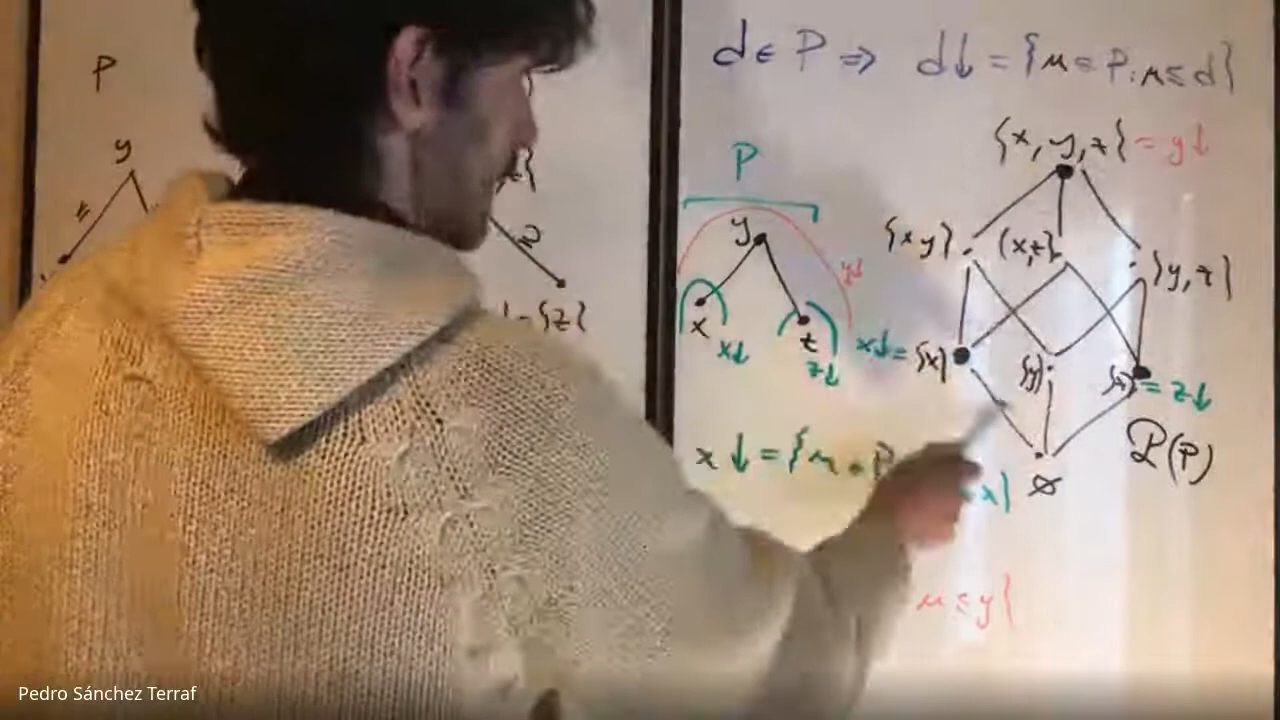 P
y
≤
-{z}
d ∈ P ⇒ d↓ = {u ∈ P : u ≤ d}
P
y
x
z
y↓
x↓
z↓
{x, y, z} = y↓
{x y}
{x, z}
{y, z}
x↓ = {x}
{y}
{z} = z↓
∅
P(P)
x ↓ = {u ∈ P
x}
u ≤ y}
Pedro Sánchez Terraf